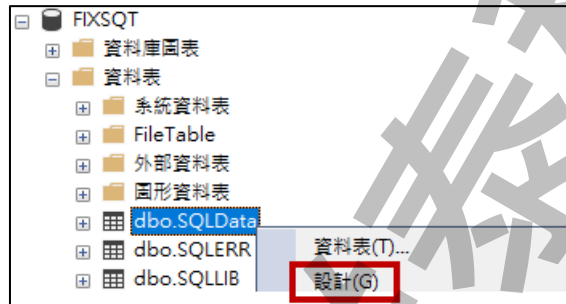 FIXSQT
資料庫圖表
資料表
系統資料表
FileTable
外部資料表
圖形資料表
dbo.SQLData
dbo.SQLERR 資料表(T)...
dbo.SQLLIB 設計(G)